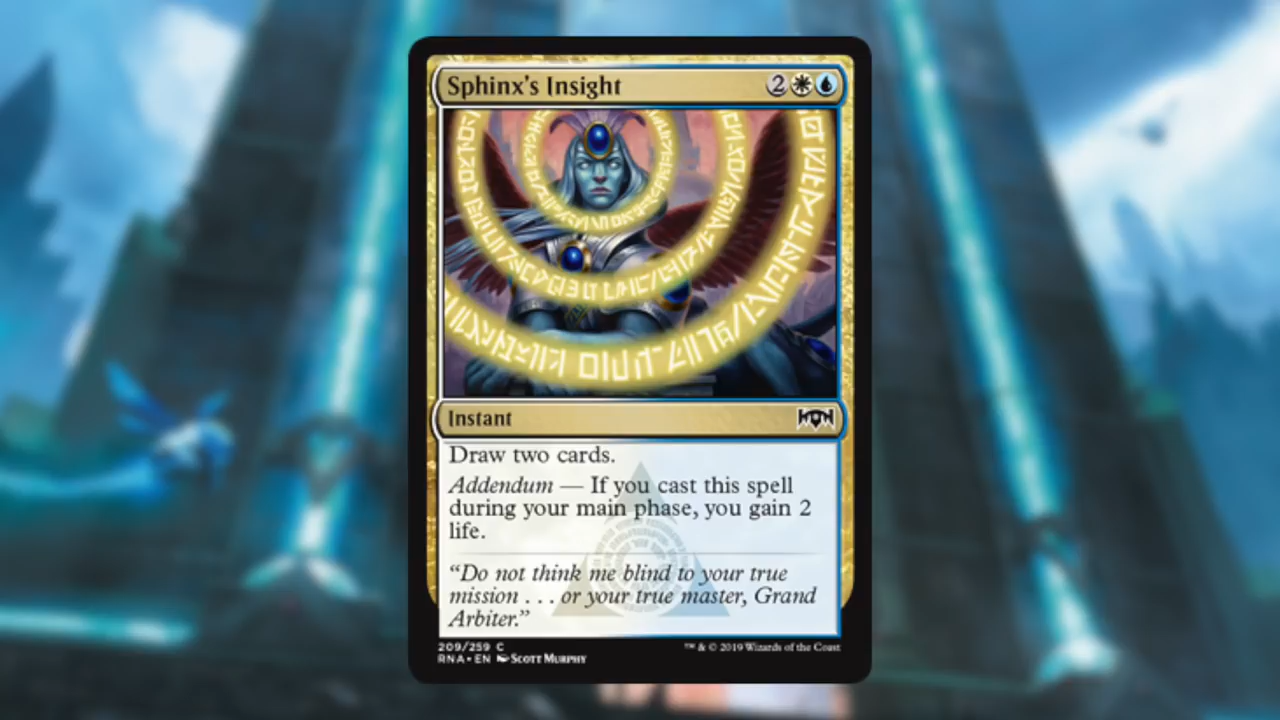 Sphinx's Insight 2
Instant
Draw two cards.
Addendum — If you cast this spell
during your main phase, you gain 2
life.
“Do not think me blind to your true
mission . . . or your true master, Grand
Arbiter.”
209/259 C
RNA • EN Scott Murphy
™ & © 2019 Wizards of the Coast